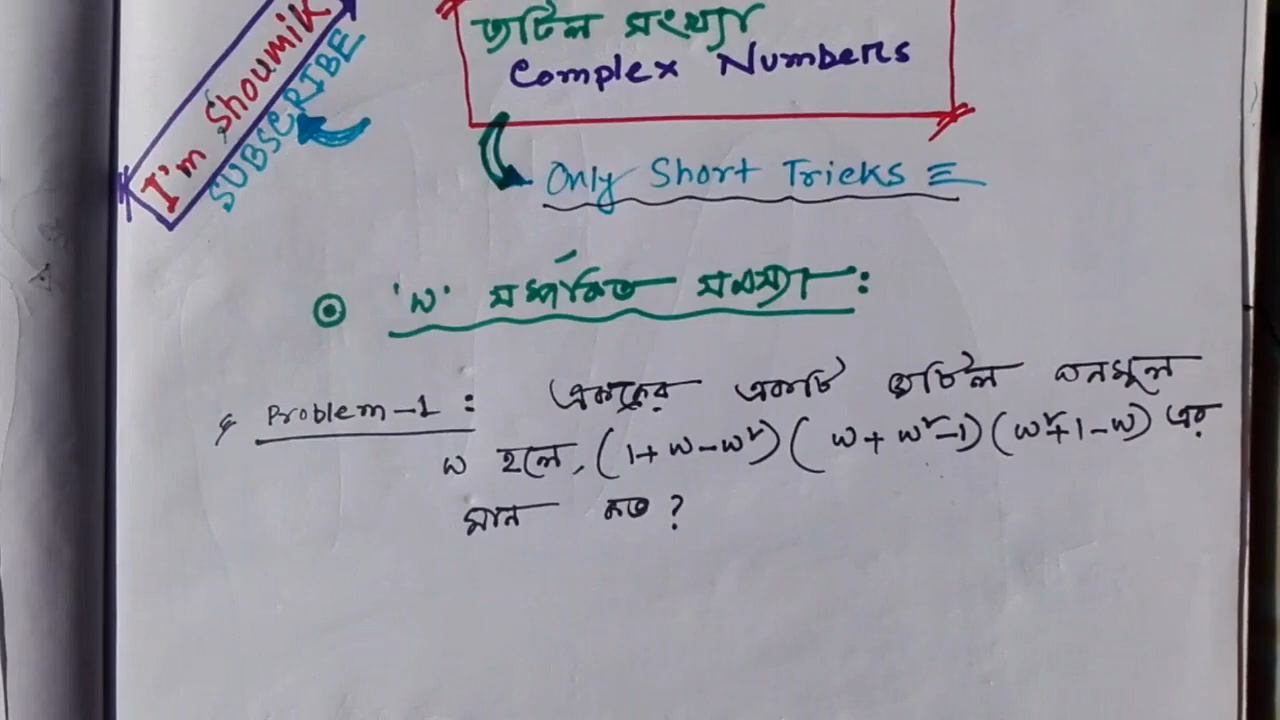 I'm Shoumik
SUBSCRIBE
জটিল সংখ্যা
Complex Numbers
Only Short Tricks
'ω' সম্পর্কিত সমস্যা :
Problem-1 : এককের একটি জটিল ঘনমূল
ω হলে, (1+ω-ω²)(ω+ω²-1)(ω²+1-ω) এর
মান কত ?